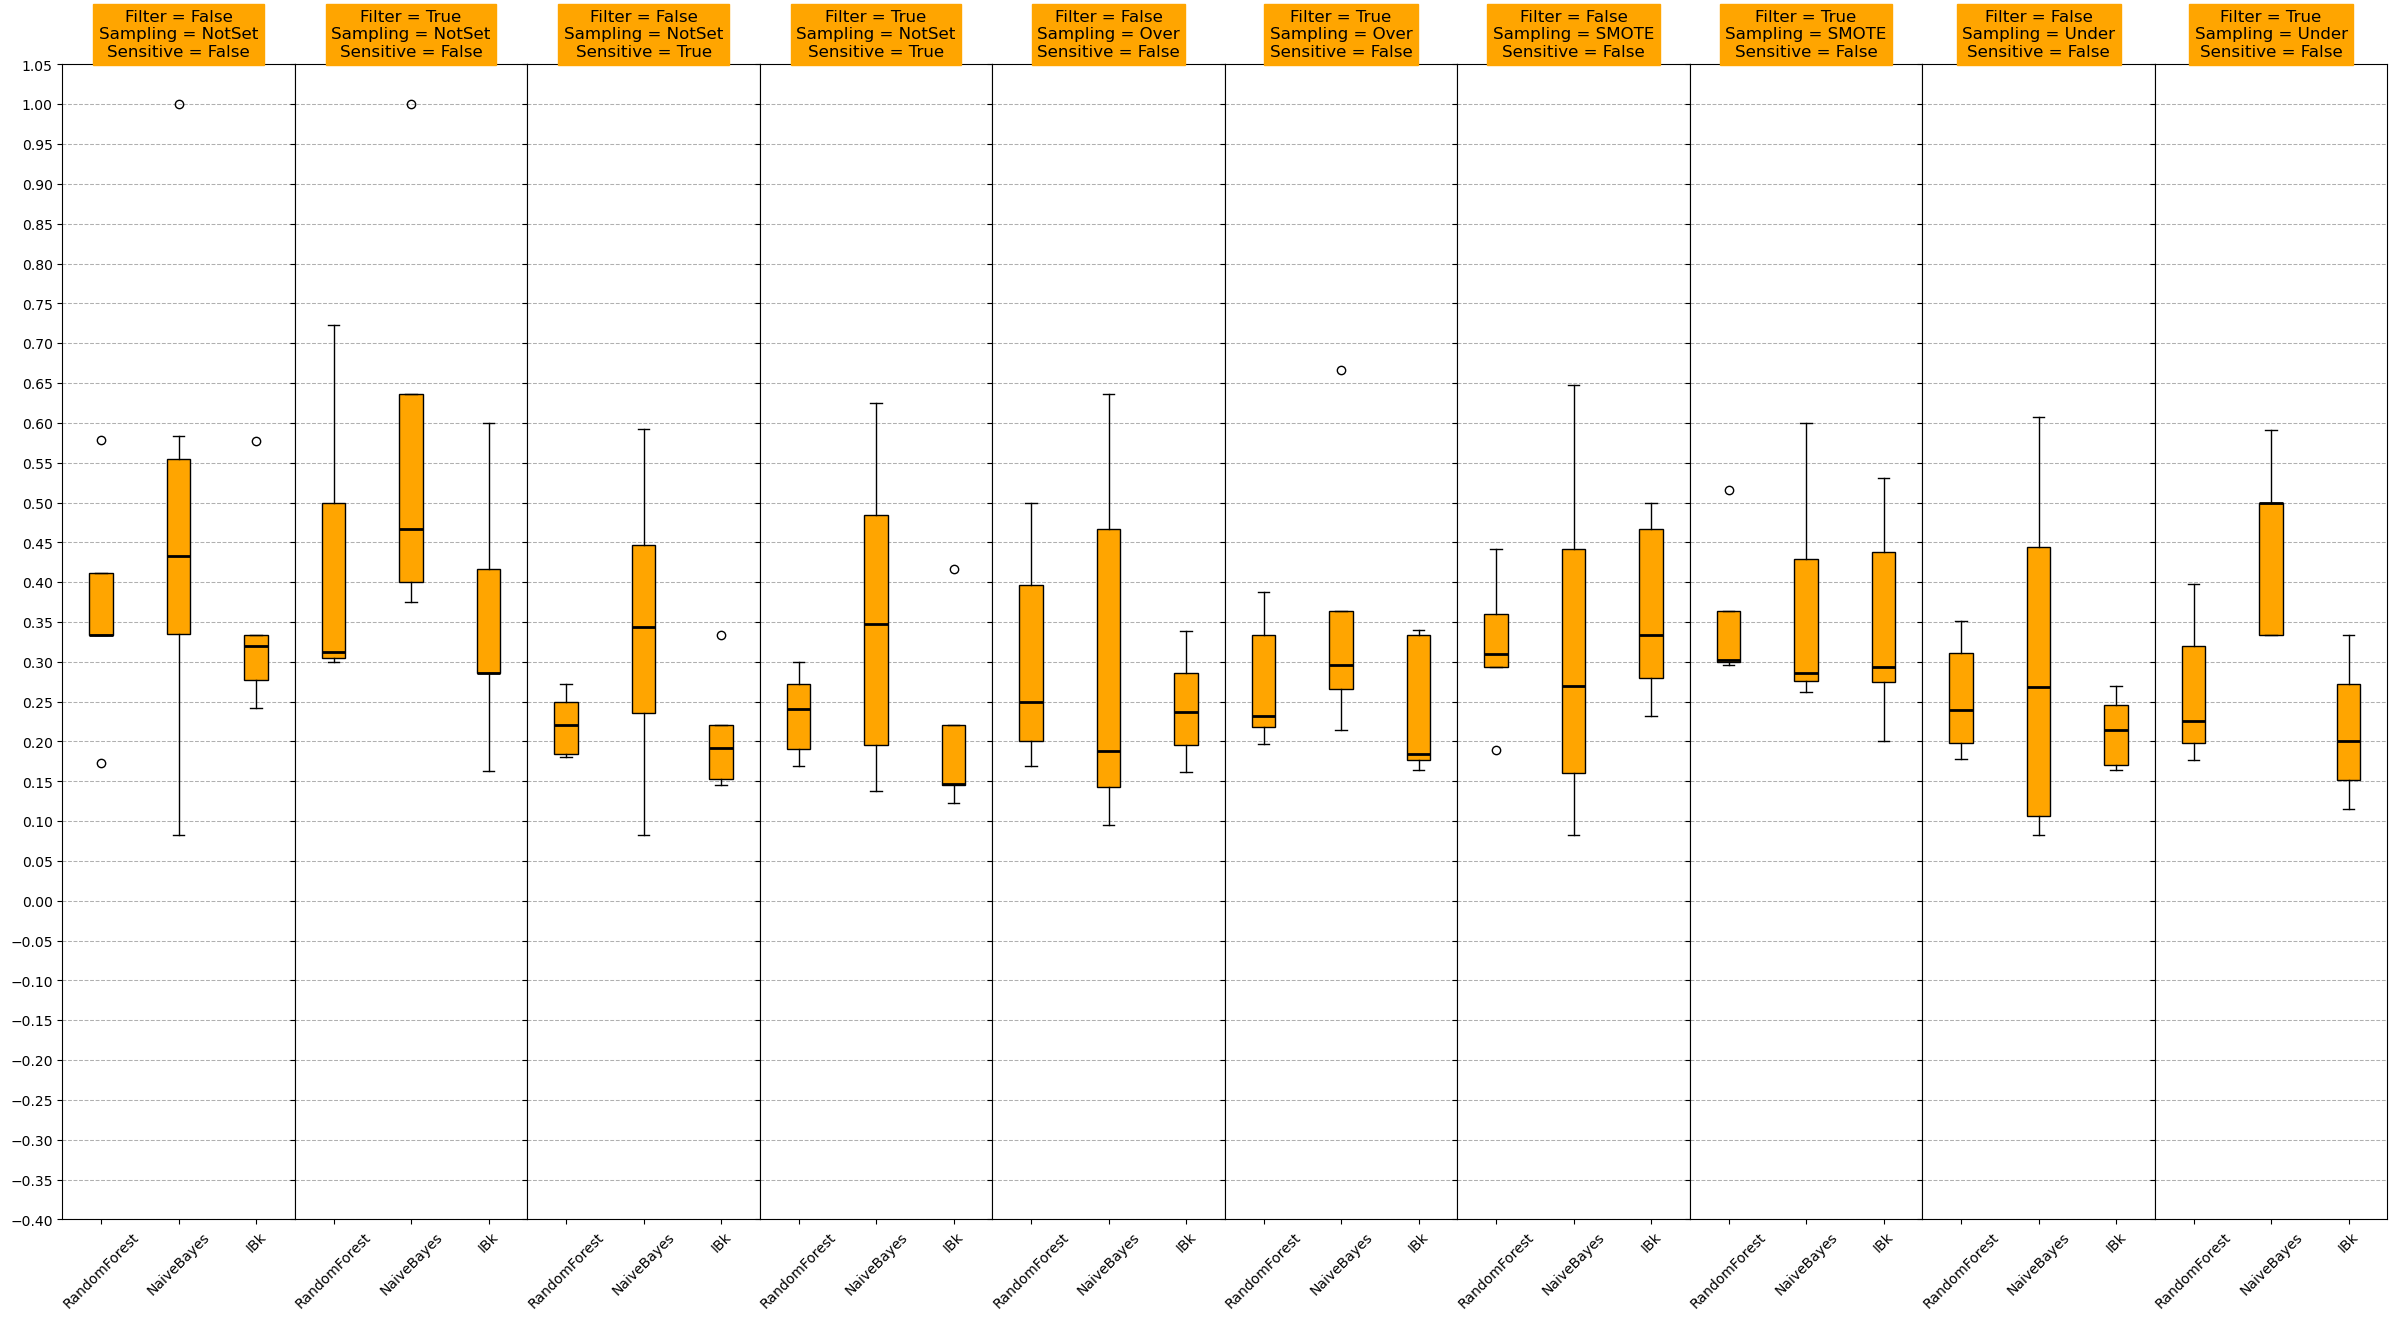 Filter = False
Sampling = NotSet
Sensitive = False
Filter = True
Sampling = NotSet
Sensitive = False
Filter = False
Sampling = NotSet
Sensitive = True
Filter = True
Sampling = NotSet
Sensitive = True
Filter = False
Sampling = Over
Sensitive = False
Filter = True
Sampling = Over
Sensitive = False
Filter = False
Sampling = SMOTE
Sensitive = False
Filter = True
Sampling = SMOTE
Sensitive = False
Filter = False
Sampling = Under
Sensitive = False
Filter = True
Sampling = Under
Sensitive = False
1.05
1.00
0.95
0.90
0.85
0.80
0.75
0.70
0.65
0.60
0.55
0.50
0.45
0.40
0.35
0.30
0.25
0.20
0.15
0.10
0.05
0.00
−0.05
−0.10
−0.15
−0.20
−0.25
−0.30
−0.35
−0.40
RandomForest
NaiveBayes
IBk
RandomForest
NaiveBayes
IBk
RandomForest
NaiveBayes
IBk
RandomForest
NaiveBayes
IBk
RandomForest
NaiveBayes
IBk
RandomForest
NaiveBayes
IBk
RandomForest
NaiveBayes
IBk
RandomForest
NaiveBayes
IBk
RandomForest
NaiveBayes
IBk
RandomForest
NaiveBayes
IBk